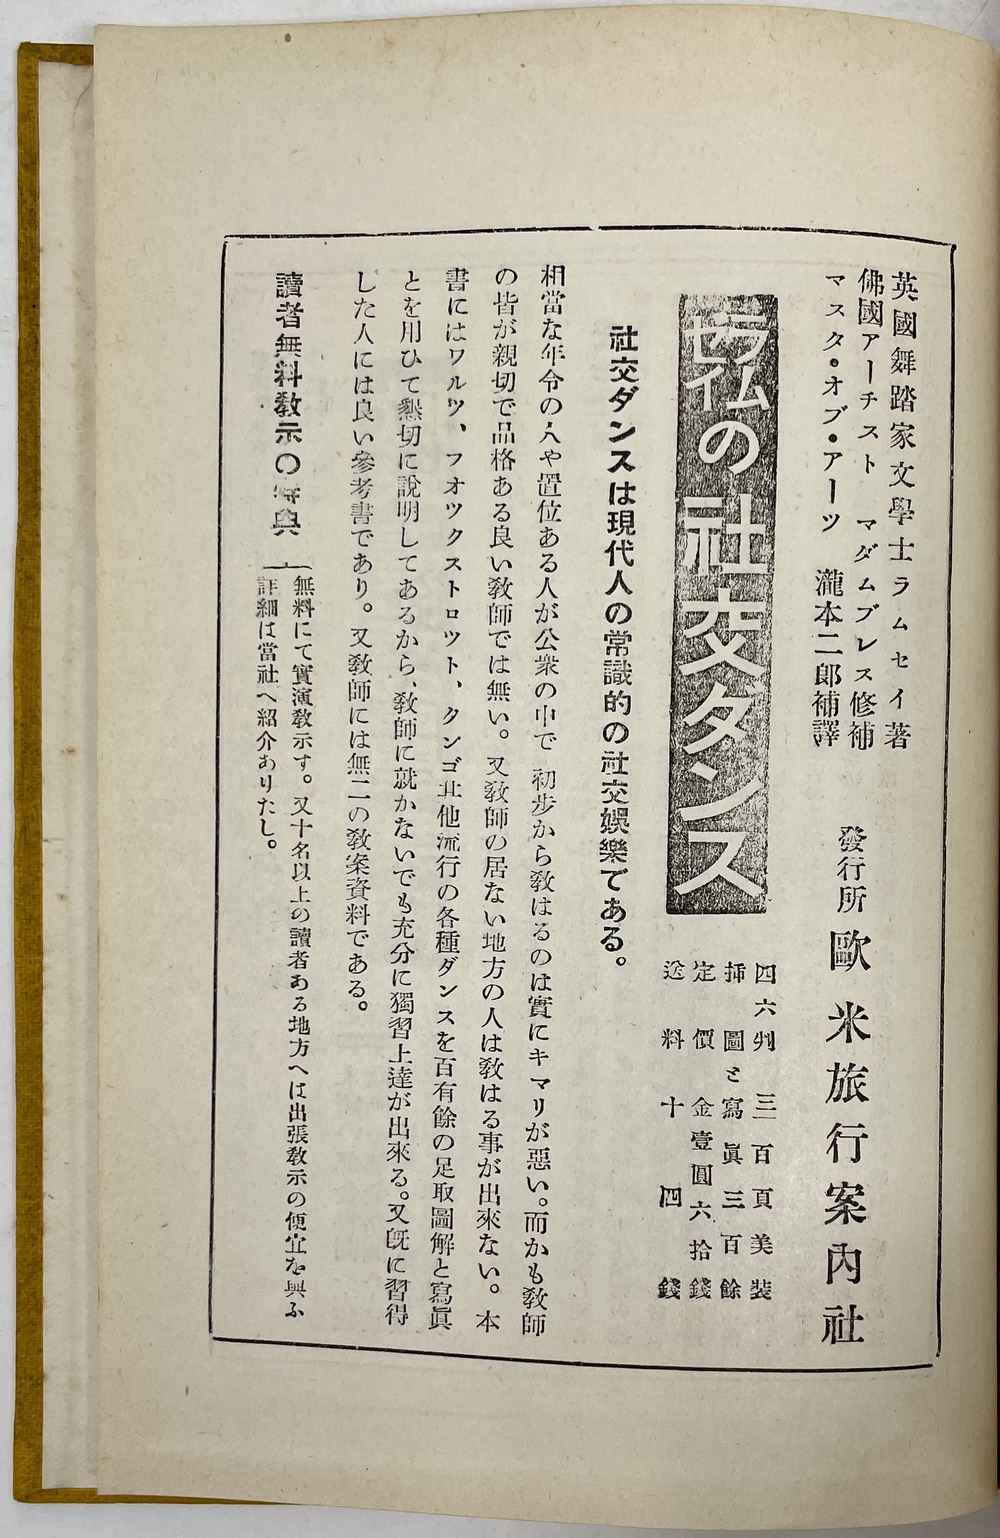 英國舞踏家文學士ラムセイ著
佛國アーチスト マダムブレス修補
マスタ・オブ・アーツ 瀧本二郎補譯
發行所 歐米旅行案內社
ラムセイの社交ダンス
四六判 三百頁美裝
挿圖と寫眞三百餘
定價金壹圓六拾錢
送料十四錢
社交ダンスは現代人の常識的の社交娛樂である。
相當な年令の人や置位ある人が公衆の中で 初步から敎はるのは實にキマリが惡い。而かも敎師
の皆が親切で品格ある良い敎師では無い。又敎師の居ない地方の人は敎はる事が出來ない。本
書にはワルツ、フオツクストロツト、タンゴ其他流行の各種ダンスを百有餘の足取圖解と寫眞
とを用ひて懇切に說明してあるから、敎師に就かないでも充分に獨習上達が出來る。又旣に習得
した人には良い參考書であり。又敎師には無二の敎案資料である。
讀者無料敎示の特典
無料にて實演敎示す。又十名以上の讀者ある地方へは出張敎示の便宜を與ふ
詳細は當社へ紹介ありたし。